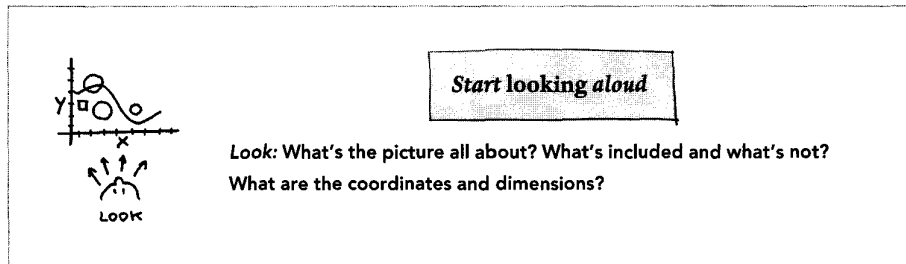 Start looking aloud
Y
X
LOOK
Look: What's the picture all about? What's included and what's not?
What are the coordinates and dimensions?